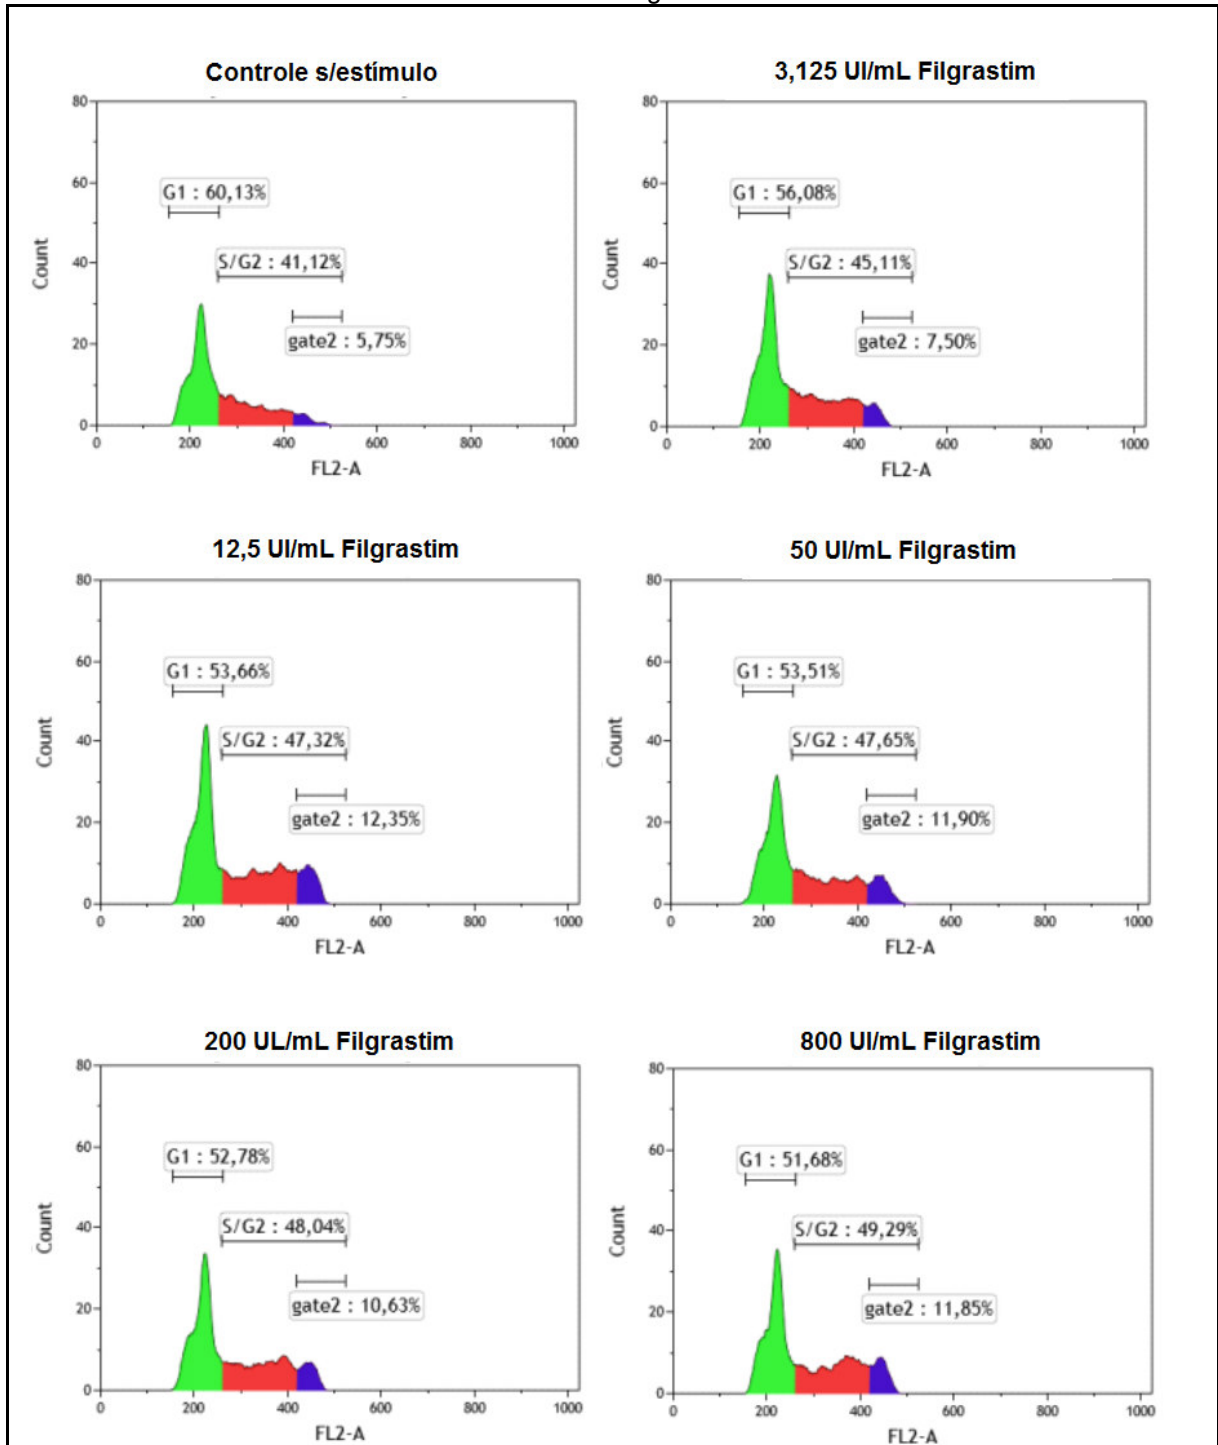 Controle s/estímulo
80
60
40
20
0
Count
G1 : 60,13%
S/G2 : 41,12%
gate2 : 5,75%
0 200 400 600 800 1000
FL2-A
3,125 UI/mL Filgrastim
80
60
40
20
0
Count
G1 : 56,08%
S/G2 : 45,11%
gate2 : 7,50%
0 200 400 600 800 1000
FL2-A
12,5 UI/mL Filgrastim
80
60
40
20
0
Count
G1 : 53,66%
S/G2 : 47,32%
gate2 : 12,35%
0 200 400 600 800 1000
FL2-A
50 UI/mL Filgrastim
80
60
40
20
0
Count
G1 : 53,51%
S/G2 : 47,65%
gate2 : 11,90%
0 200 400 600 800 1000
FL2-A
200 UL/mL Filgrastim
80
60
40
20
0
Count
G1 : 52,78%
S/G2 : 48,04%
gate2 : 10,63%
0 200 400 600 800 1000
FL2-A
800 UI/mL Filgrastim
80
60
40
20
0
Count
G1 : 51,68%
S/G2 : 49,29%
gate2 : 11,85%
0 200 400 600 800 1000
FL2-A